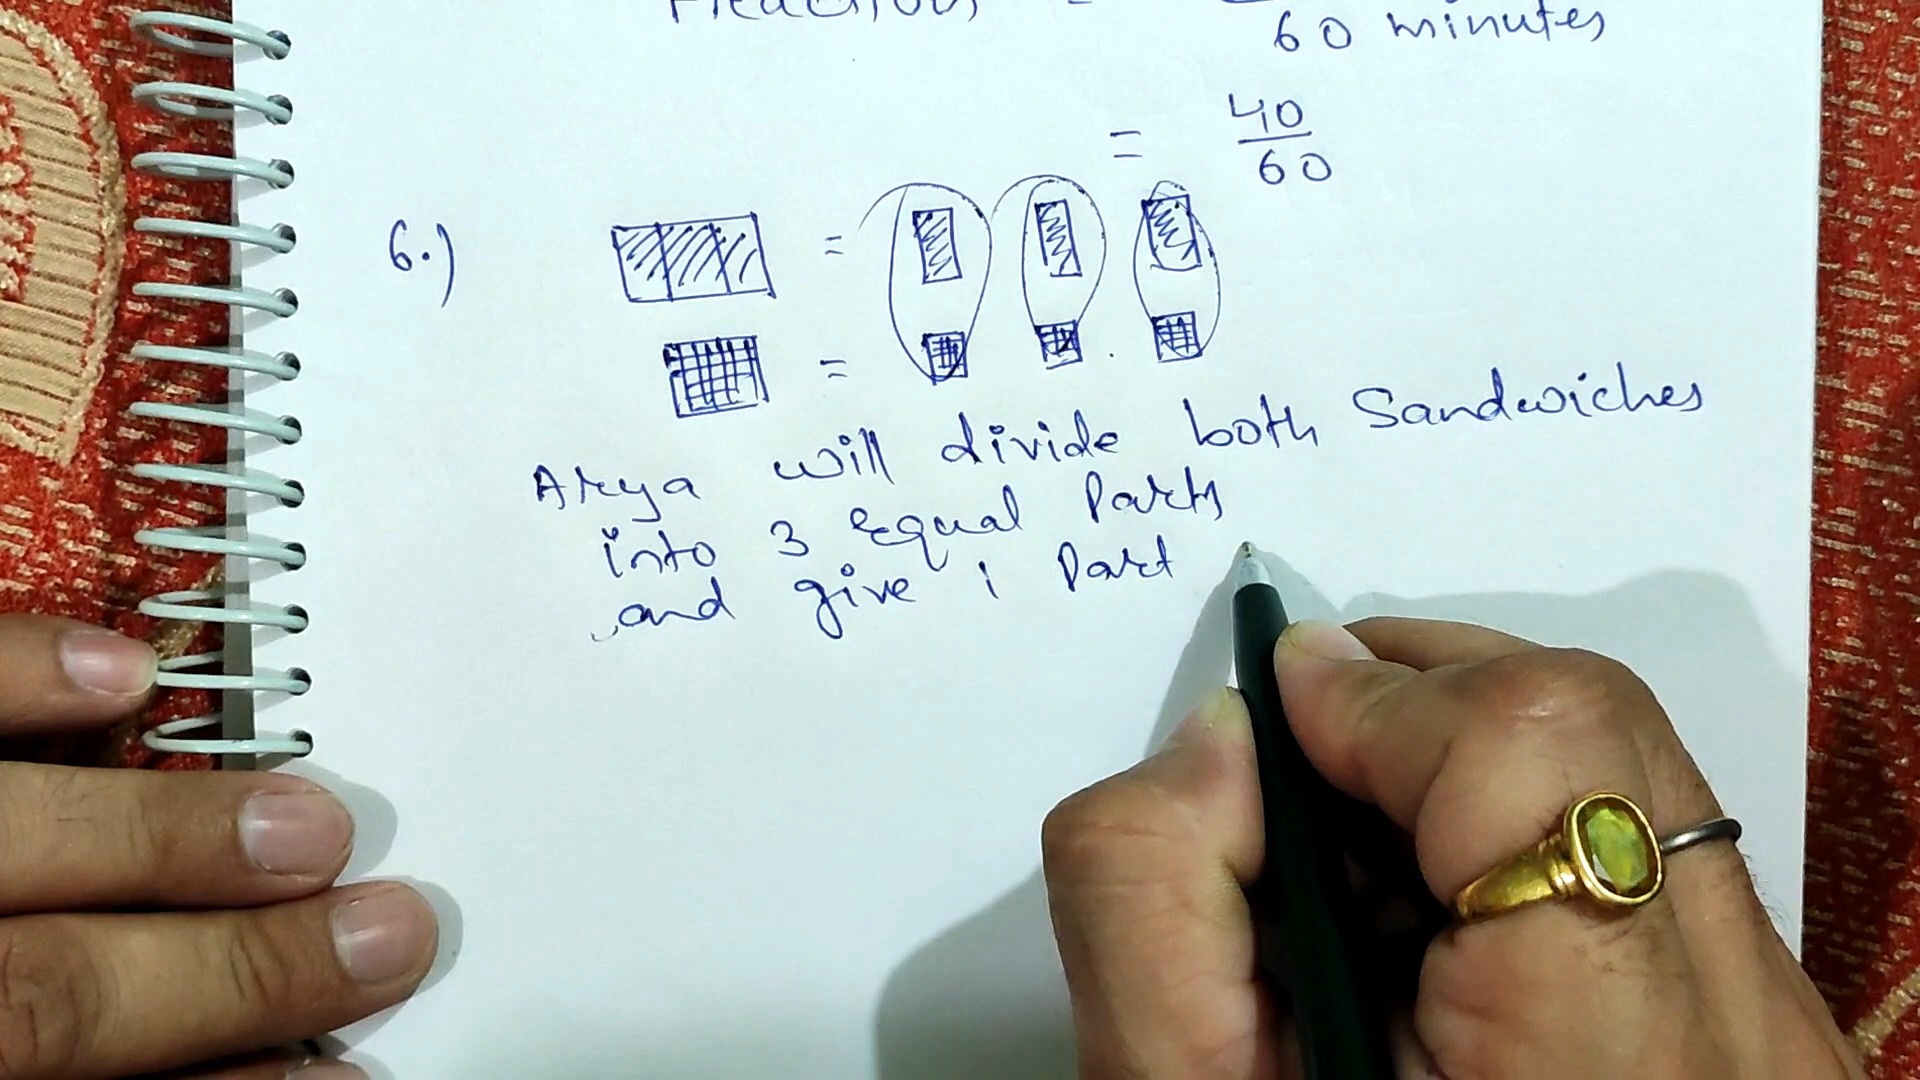 60 minutes
= 40/60
6.) = 
=
Arya will divide both Sandwiches
into 3 equal Parts
and give 1 Part